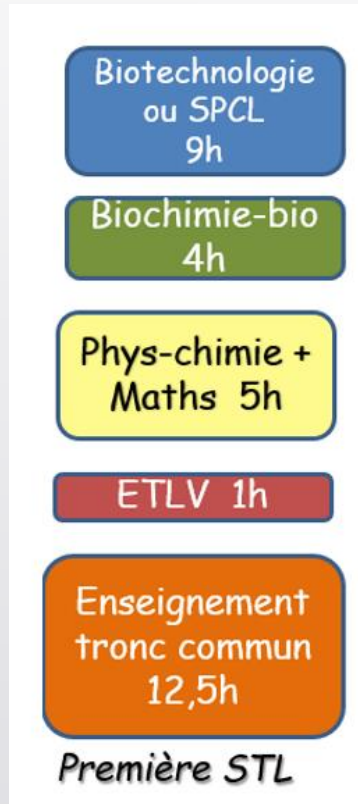 Biotechnologie
ou SPCL
9h
Biochimie-bio
4h
Phys-chimie +
Maths 5h
ETLV 1h
Enseignement
tronc commun
12,5h
Première STL